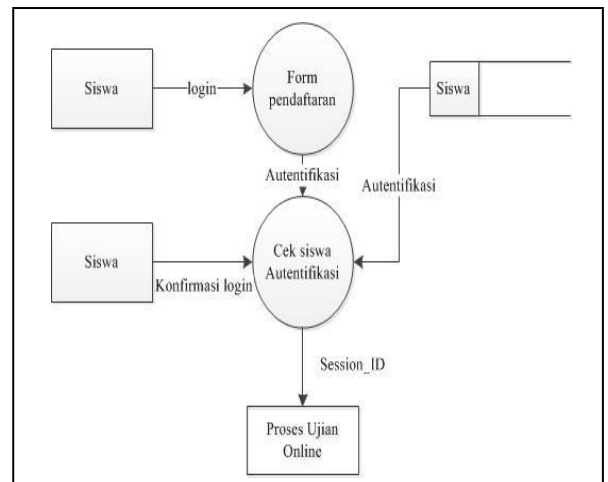 Siswa
login
Form
pendaftaran
Siswa
Autentifikasi
Autentifikasi
Siswa
Konfirmasi login
Cek siswa
Autentifikasi
Session_ID
Proses Ujian
Online